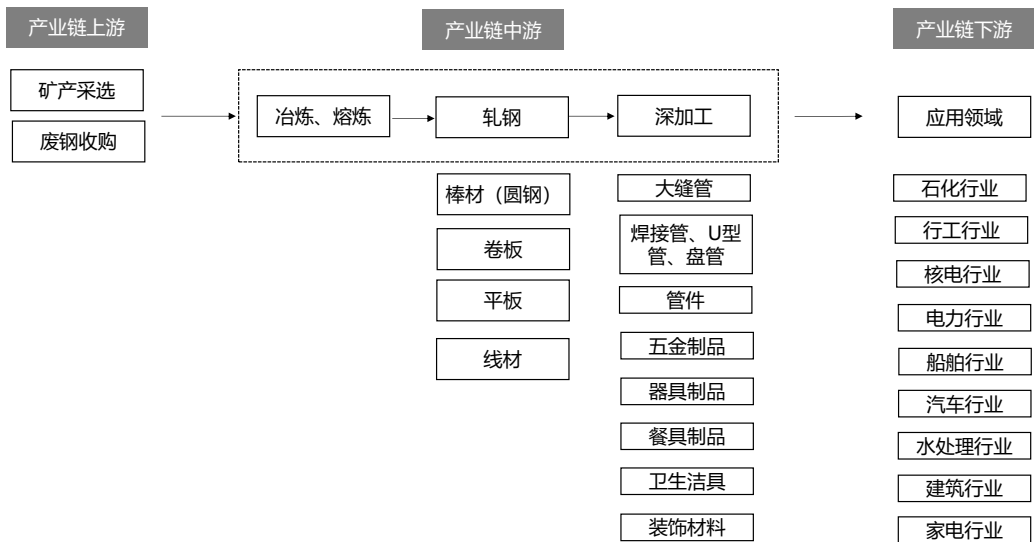 产业链上游
产业链中游
产业链下游
矿产采选
废钢收购
冶炼、熔炼
轧钢
深加工
应用领域
棒材（圆钢）
卷板
平板
线材
大缝管
焊接管、U型
管、盘管
管件
五金制品
器具制品
餐具制品
卫生洁具
装饰材料
石化行业
行工行业
核电行业
电力行业
船舶行业
汽车行业
水处理行业
建筑行业
家电行业